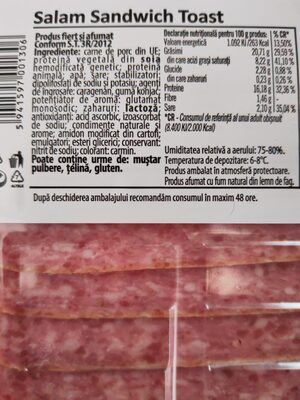 Salam Sandwich Toast
Produs fiert și afumat
Conform S.T.3R/2012
Ingrediente: carne de porc din UE;
proteină vegetală din soia
nemodificată genetic; proteină
animală; apă; sare; stabilizatori:
difosfați de sodiu și potasiu; agenți
de îngroșare: caragenan, gumă konjac;
potențiator de aromă: glutamat
monosodic; zaharuri: lactoză;
antioxidanți: acid ascorbic, izoascorbat
de sodiu; condimente naturale și
arome; amidon modificat din cartofi;
emulgatori: esteri glicerici; conservant:
nitrit de sodiu; colorant: carmin.
Poate conține urme de: muștar
pulbere, țelină, gluten.
Declarație nutrițională pentru 100 g produs: % CR*
Valoare energetică 1.092 KJ/263 Kcal 13,50%
Grăsimi 20,71 g 29,59%
din care acizi grași saturați 8,22 g 41,10%
Glucide 2,28 g 0,88 %
din care zaharuri 0,23 g 0,26 %
Proteine 16,18 g 32,36 %
Fibre 1,46 g -
Sare 2,10 g 35,04 %
*CR - Consumul de referință al unui adult obișnuit
(8.400 KJ/2.000 Kcal)
Umiditatea relativă a aerului: 75-80%.
Temperatura de depozitare: 6-8°C.
Produs ambalat în atmosferă protectoare.
Produs afumat cu fum natural din lemn de fag.
După deschiderea ambalajului recomandăm consumul în maxim 48 ore.
5 941597 001306